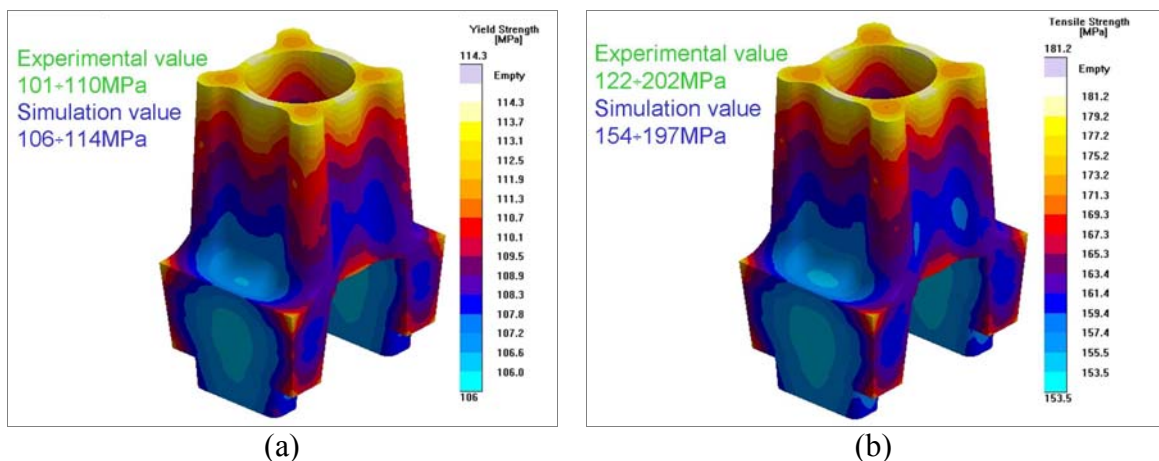 Experimental value
101÷110MPa
Simulation value
106÷114MPa
Yield Strength
[MPa]
114.3
Empty
114.3
113.7
113.1
112.5
111.9
111.3
110.7
110.1
109.5
108.9
108.3
107.8
107.2
106.6
106.0
106
(a)
Experimental value
122÷202MPa
Simulation value
154÷197MPa
Tensile Strength
[MPa]
181.2
Empty
181.2
179.2
177.2
175.2
173.2
171.3
169.3
167.3
165.3
163.4
161.4
159.4
157.4
155.5
153.5
153.5
(b)